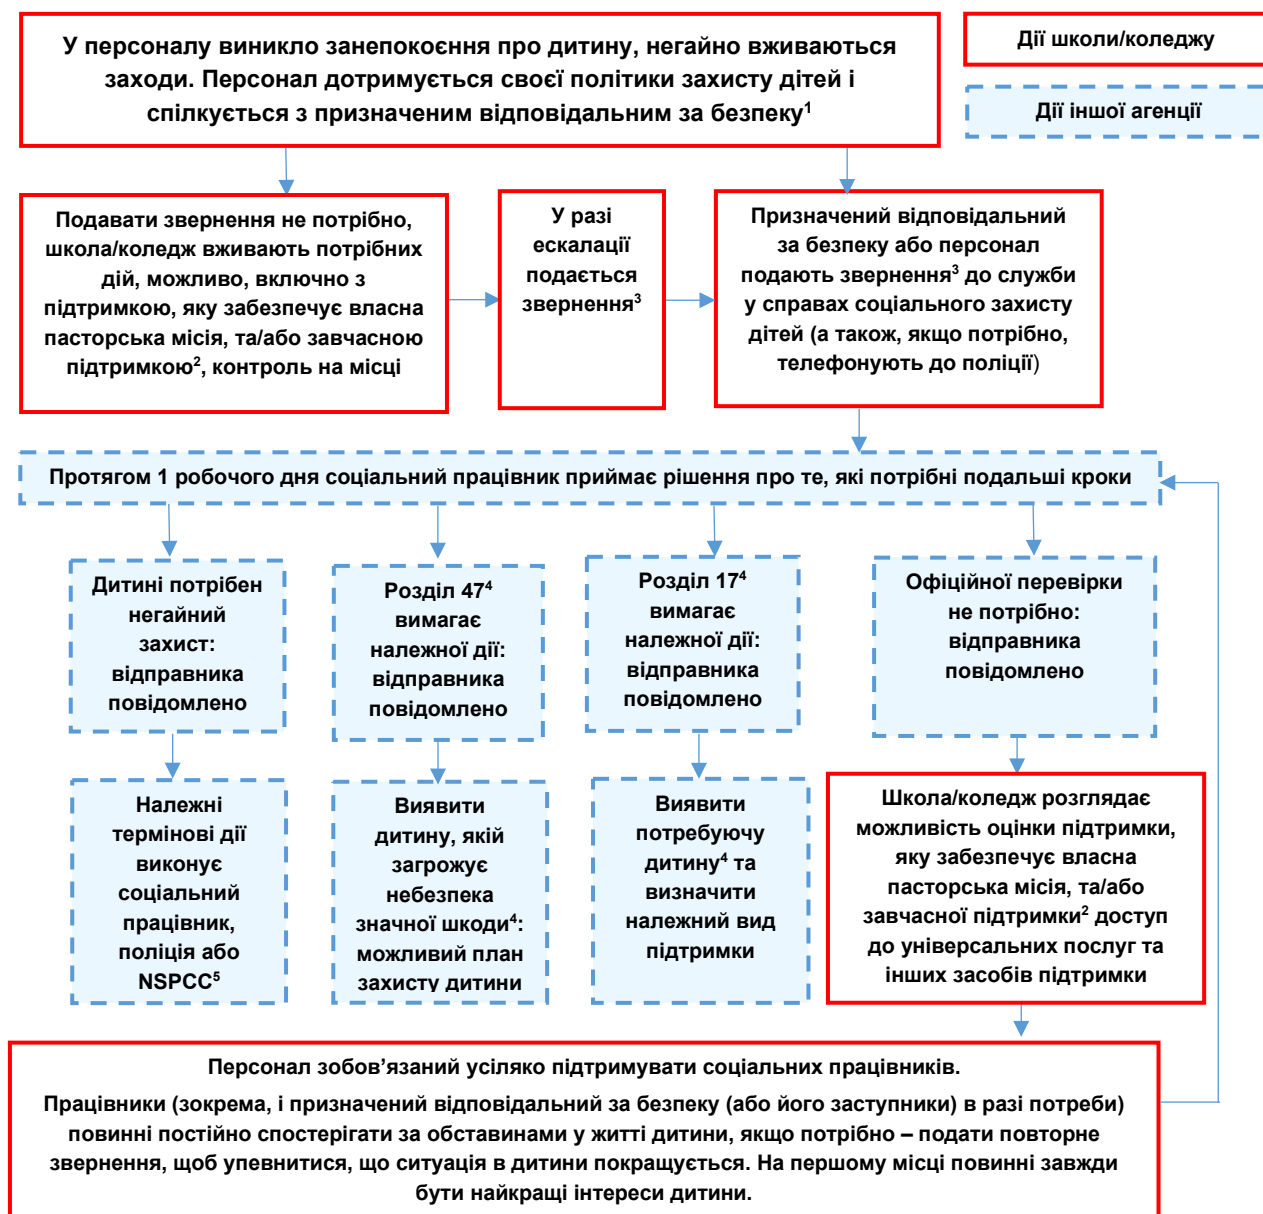 У персоналу виникло занепокоєння про дитину, негайно вживаються
заходи. Персонал дотримується своєї політики захисту дітей і
спілкується з призначеним відповідальним за безпеку¹
Дії школи/коледжу
Дії іншої агенції
Подавати звернення не потрібно,
школа/коледж вживають потрібних
дій, можливо, включно з
підтримкою, яку забезпечує власна
пасторська місія, та/або завчасною
підтримкою², контроль на місці
У разі
ескалації
подається
звернення³
Призначений відповідальний
за безпеку або персонал
подають звернення³ до служби
у справах соціального захисту
дітей (а також, якщо потрібно,
телефонують до поліції)
Протягом 1 робочого дня соціальний працівник приймає рішення про те, які потрібні подальші кроки
Дитині потрібен
негайний
захист:
відправника
повідомлено
Розділ 47⁴
вимагає
належної дії:
відправника
повідомлено
Розділ 17⁴
вимагає
належної дії:
відправника
повідомлено
Офіційної перевірки
не потрібно:
відправника
повідомлено
Належні
термінові дії
виконує
соціальний
працівник,
поліція або
NSPCC⁵
Виявити
дитину, якій
загрожує
небезпека
значної шкоди⁴:
можливий план
захисту дитини
Виявити
потребуючу
дитину⁴ та
визначити
належний вид
підтримки
Школа/коледж розглядає
можливість оцінки підтримки,
яку забезпечує власна
пасторська місія, та/або
завчасної підтримки² доступ
до універсальних послуг та
інших засобів підтримки
Персонал зобов’язаний усіляко підтримувати соціальних працівників.
Працівники (зокрема, і призначений відповідальний за безпеку (або його заступники) в разі потреби)
повинні постійно спостерігати за обставинами у житті дитини, якщо потрібно – подати повторне
звернення, щоб упевнитися, що ситуація в дитини покращується. На першому місці повинні завжди
бути найкращі інтереси дитини.